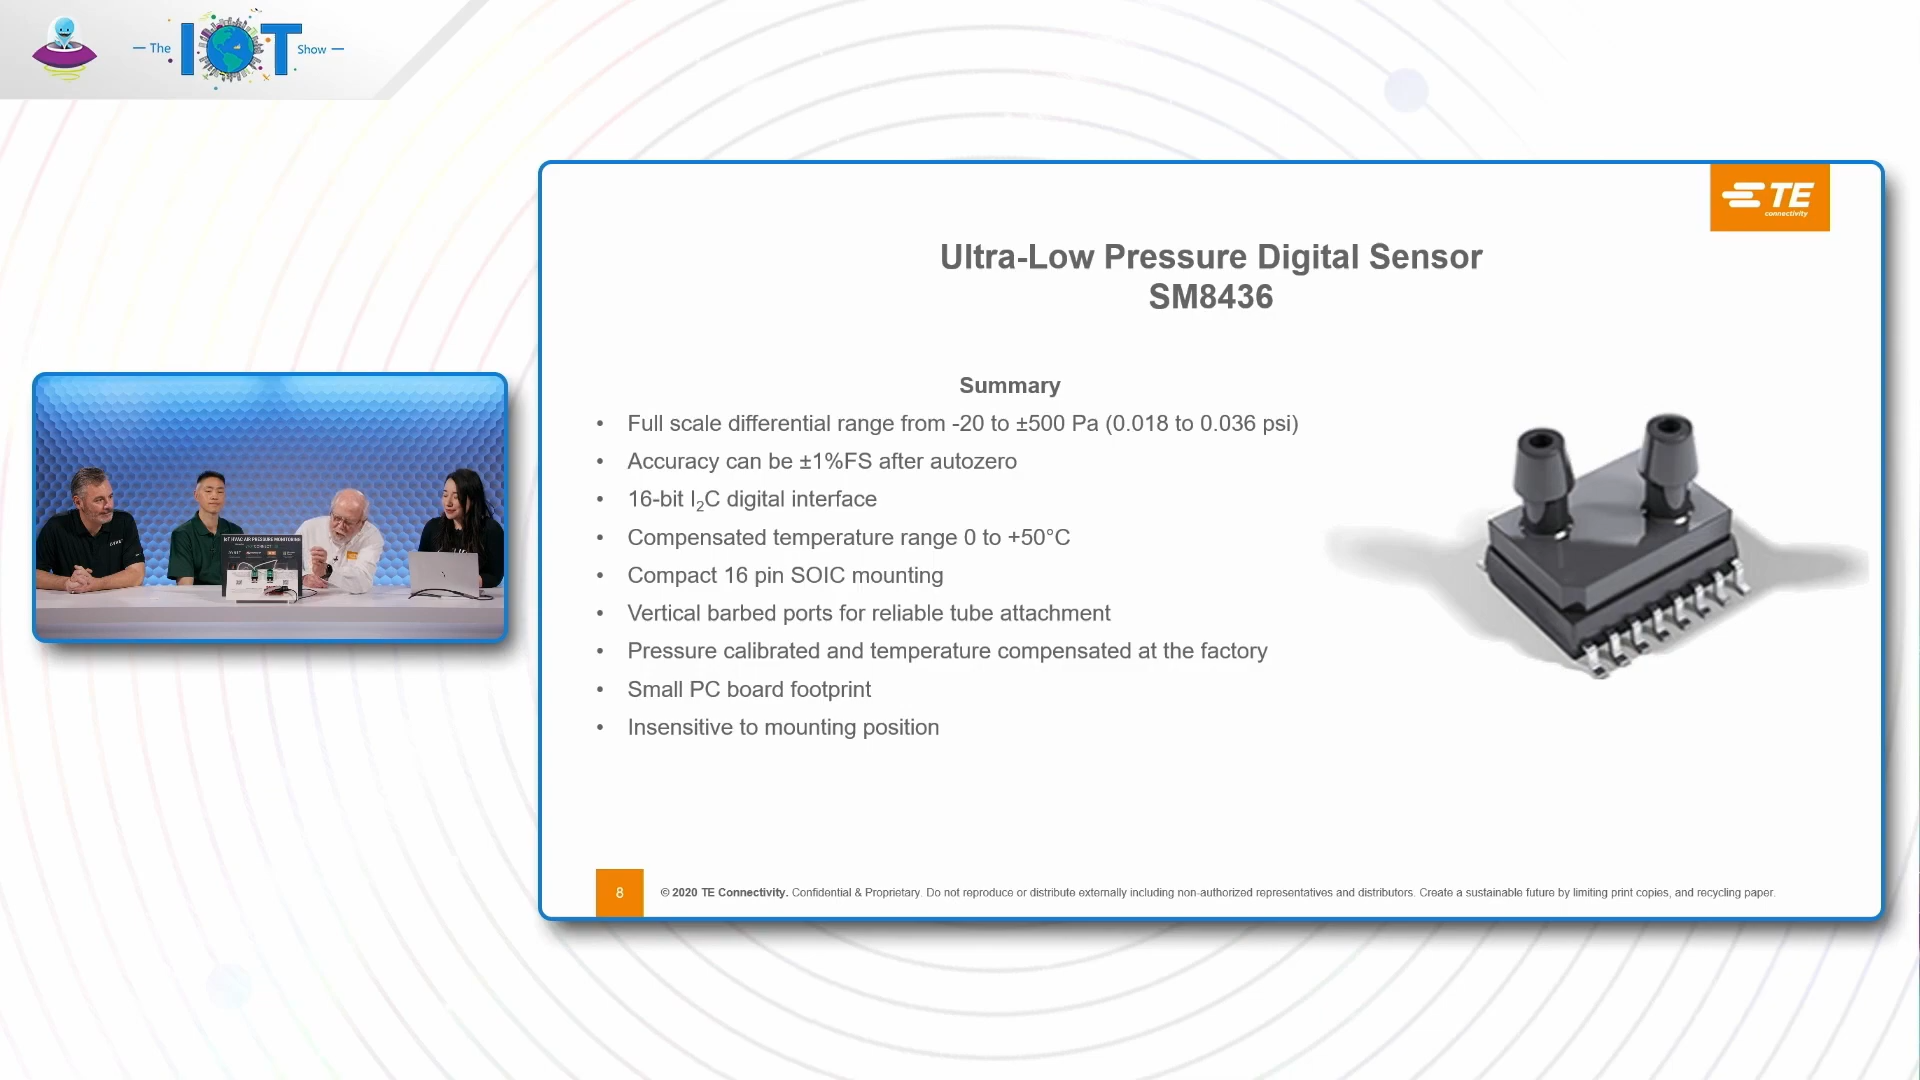 The IOT Show
TE
connectivity
Ultra-Low Pressure Digital Sensor
SM8436
Summary
• Full scale differential range from -20 to ±500 Pa (0.018 to 0.036 psi)
• Accuracy can be ±1%FS after autozero
• 16-bit I2C digital interface
• Compensated temperature range 0 to +50°C
• Compact 16 pin SOIC mounting
• Vertical barbed ports for reliable tube attachment
• Pressure calibrated and temperature compensated at the factory
• Small PC board footprint
• Insensitive to mounting position
IoT HVAC AIR PRESSURE MONITORING
8
© 2020 TE Connectivity. Confidential & Proprietary. Do not reproduce or distribute externally including non-authorized representatives and distributors. Create a sustainable future by limiting print copies, and recycling paper.